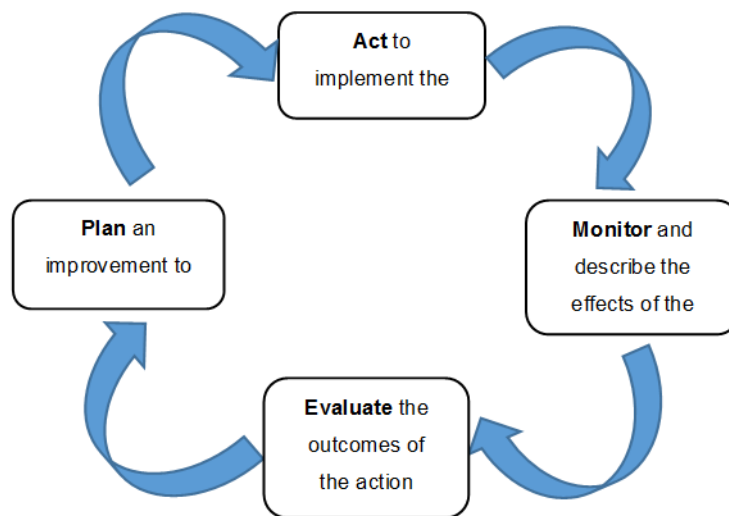 Act to
implement the
Plan an
improvement to
Monitor and
describe the
effects of the
Evaluate the
outcomes of
the action